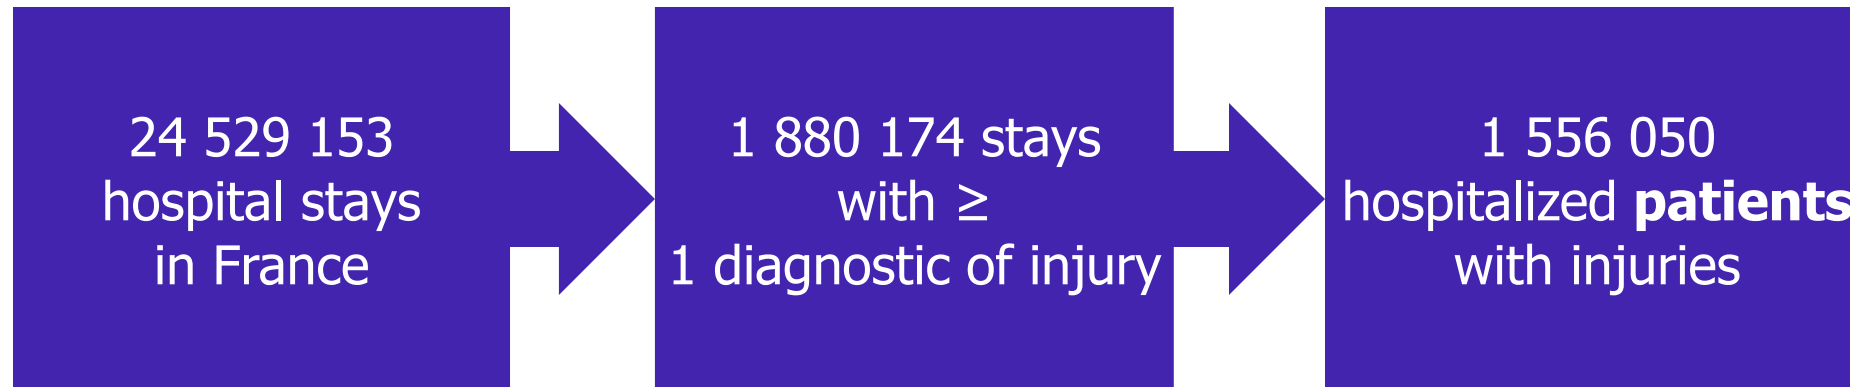 24 529 153
hospital stays
in France
1 880 174 stays
with ≥
1 diagnostic of injury
1 556 050
hospitalized patients
with injuries